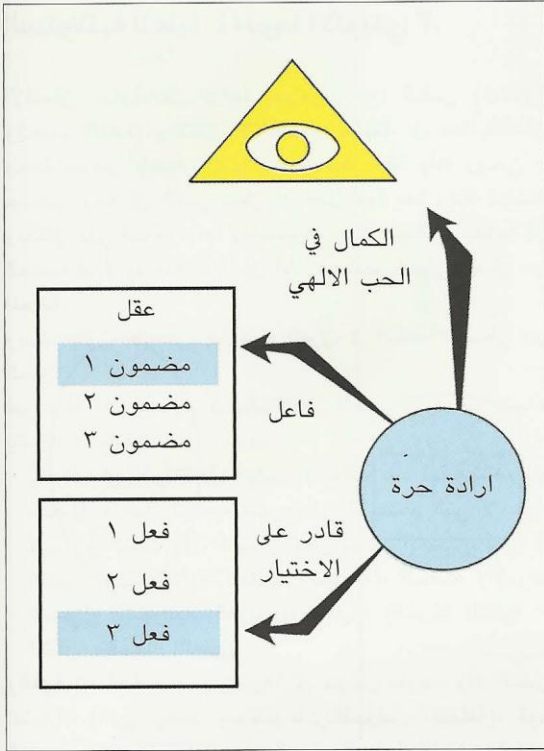 الكمال في
الحب الالهي
عقل
مضمون ١
مضمون ٢
مضمون ٣
فاعل
ارادة حرة
قادر على
الاختيار
فعل ١
فعل ٢
فعل ٣